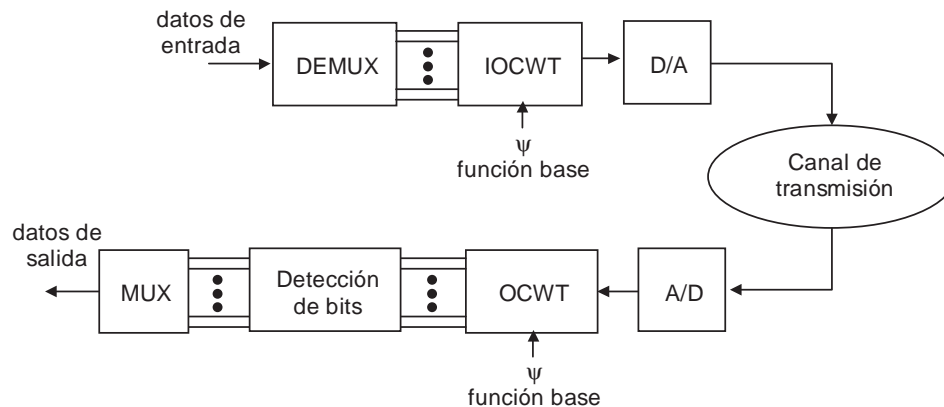 datos de
entrada
DEMUX
IOCWT
D/A
ψ
función base
Canal de
transmisión
datos de
salida
MUX
Detección
de bits
OCWT
A/D
ψ
función base